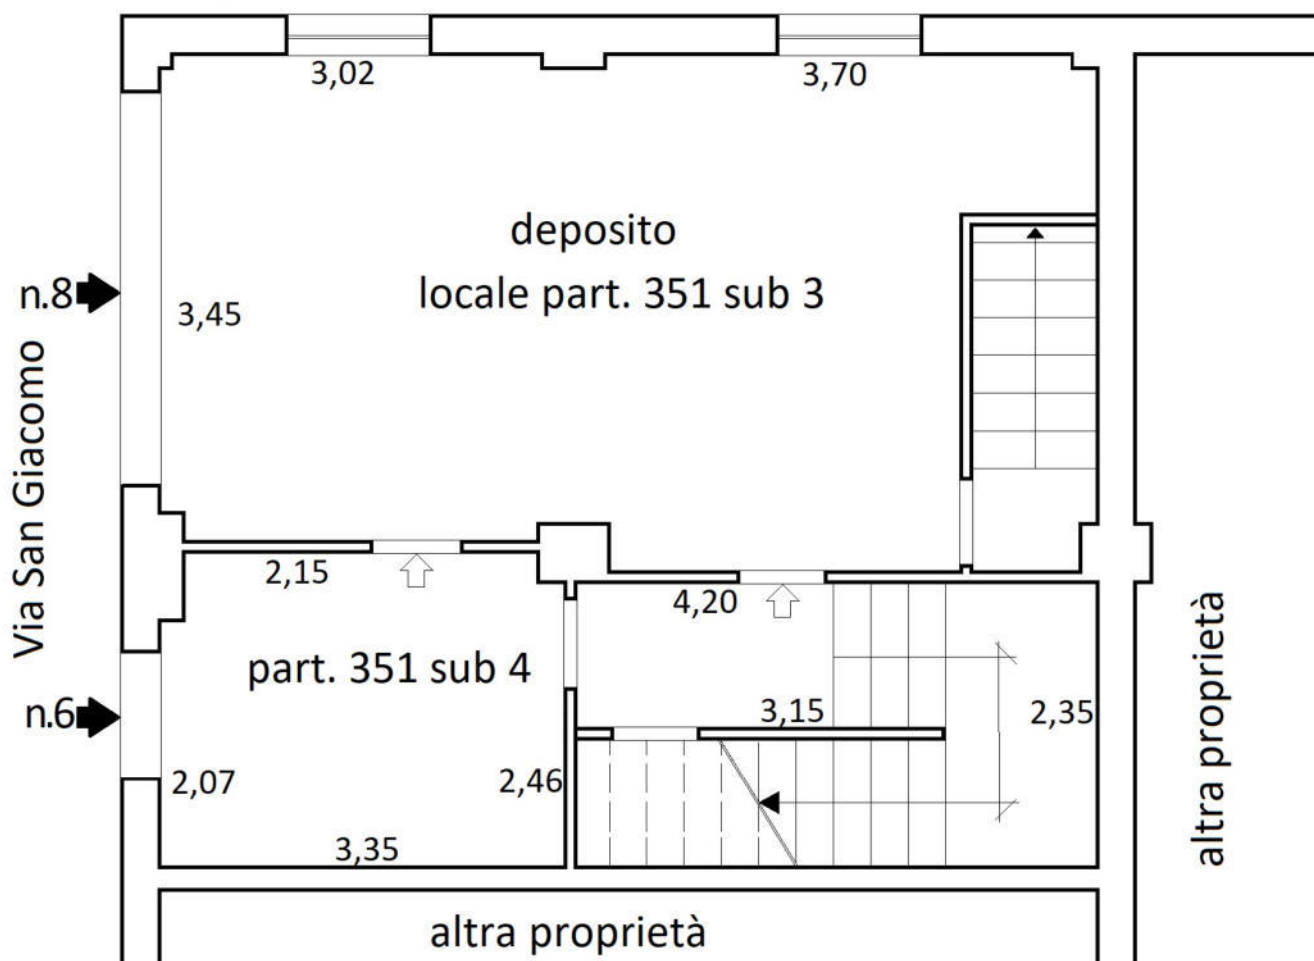 3,02
3,70
deposito
locale part. 351 sub 3
n.8
3,45
Via San Giacomo
2,15
4,20
part. 351 sub 4
n.6
3,15
2,35
2,07
2,46
3,35
altra proprietà
altra proprietà